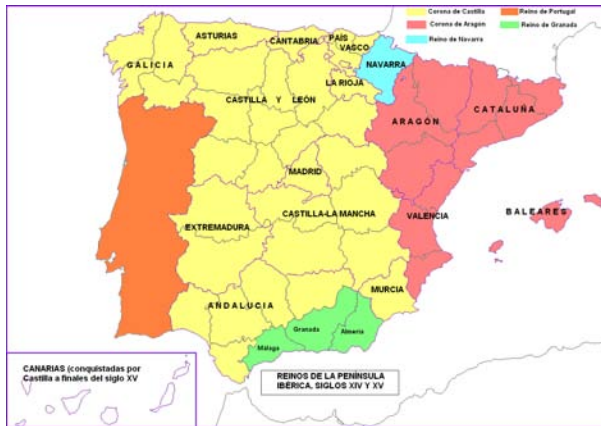 Corona de Castilla
Reino de Portugal
Corona de Aragón
Reino de Granada
Reino de Navarra
ASTURIAS
CANTABRIA
PAÍS
VASCO
GALICIA
NAVARRA
LA RIOJA
CASTILLA Y LEÓN
ARAGÓN
CATALUÑA
MADRID
CASTILLA-LA MANCHA
EXTREMADURA
VALENCIA
BALEARES
MURCIA
ANDALUCIA
Granada
Almería
Málaga
CANARIAS (conquistadas por
Castilla a finales del siglo XV
REINOS DE LA PENÍNSULA
IBÉRICA, SIGLOS XIV Y XV